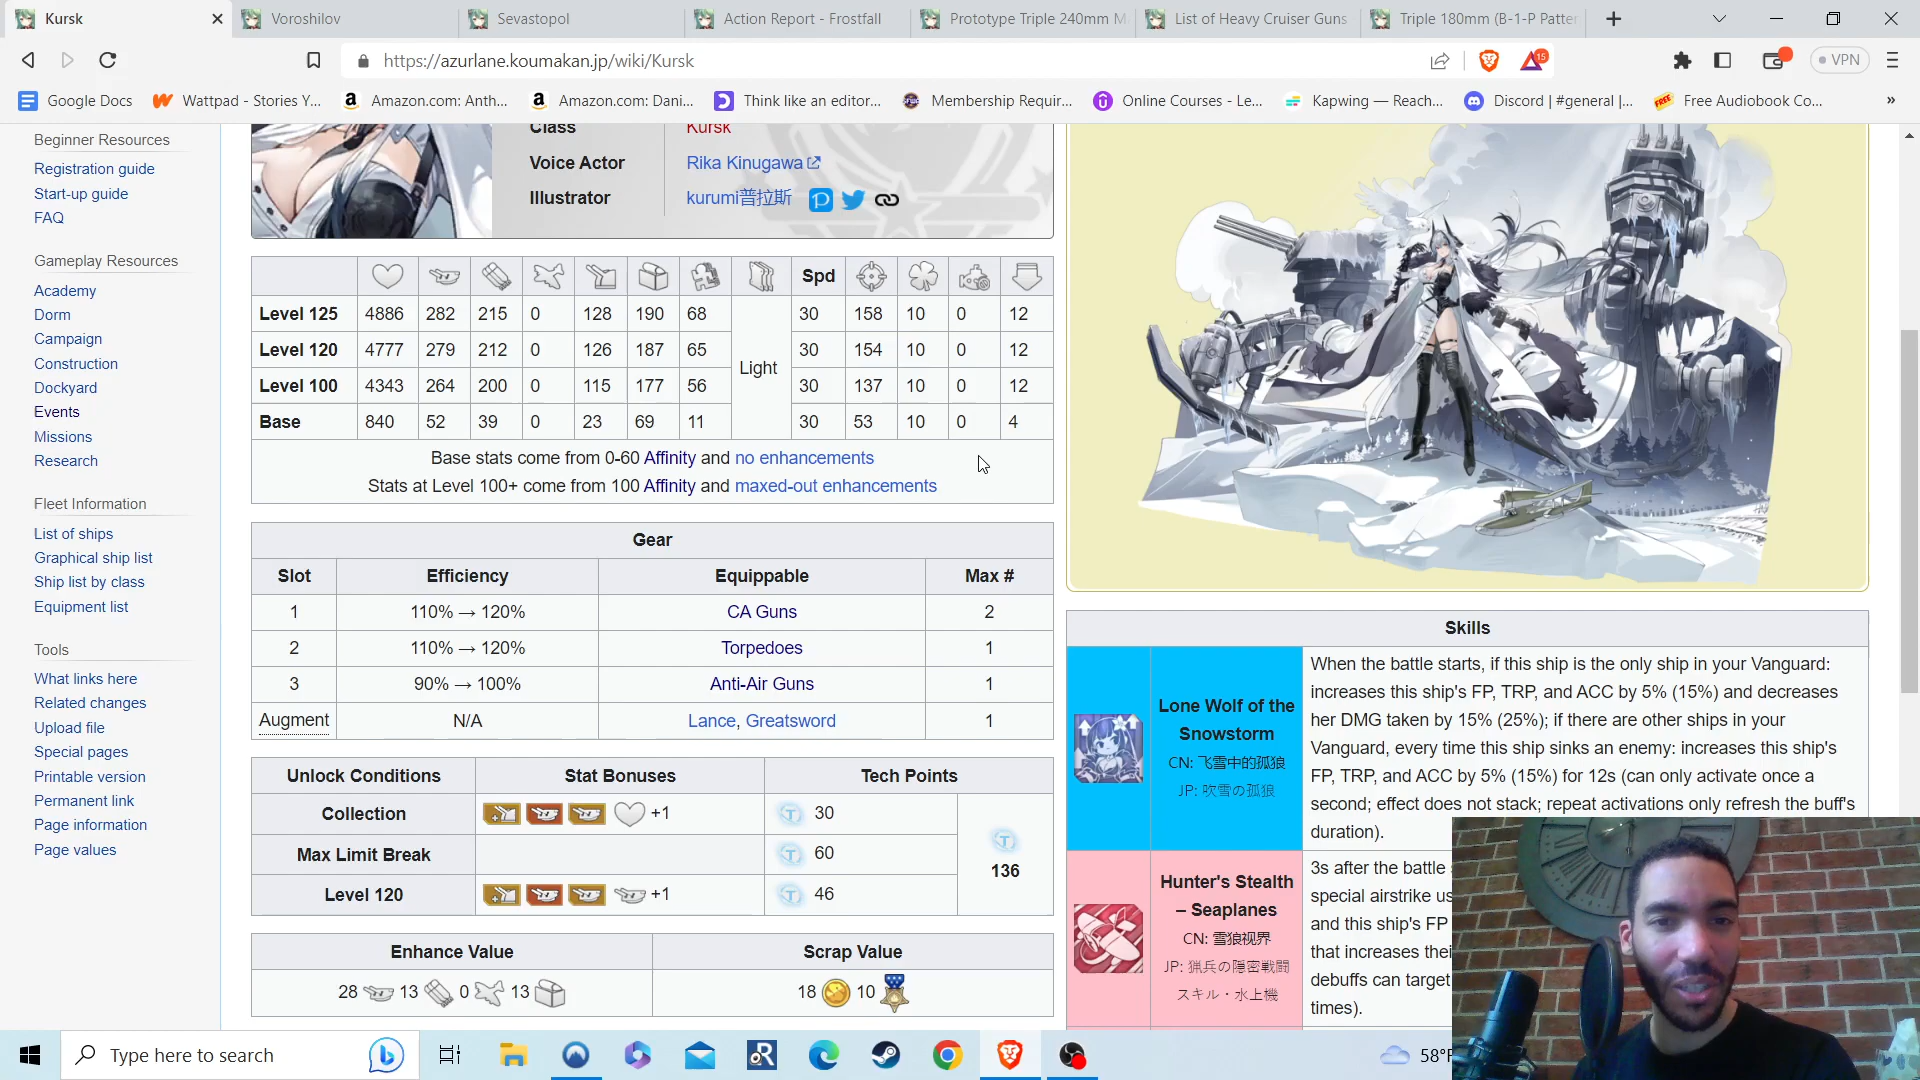 Kursk
Voroshilov
Sevastopol
Action Report - Frostfall
Prototype Triple 240mm M
List of Heavy Cruiser Guns
Triple 180mm (B-1-P Patter
https://azurlane.koumakan.jp/wiki/Kursk
15
VPN
Google Docs
Wattpad - Stories Y...
Amazon.com: Anth...
Amazon.com: Dani...
Think like an editor...
Membership Requir...
Online Courses - Le...
Kapwing — Reach...
Discord | #general |...
Free Audiobook Co...
»
Beginner Resources
Registration guide
Start-up guide
FAQ
Gameplay Resources
Academy
Dorm
Campaign
Construction
Dockyard
Events
Missions
Research
Fleet Information
List of ships
Graphical ship list
Ship list by class
Equipment list
Tools
What links here
Related changes
Upload file
Special pages
Printable version
Permanent link
Page information
Page values
Class Kursk
Voice Actor Rika Kinugawa
Illustrator kurumi普拉斯
Spd
Level 125 4886 282 215 0 128 190 68 30 158 10 0 12
Level 120 4777 279 212 0 126 187 65 30 154 10 0 12
Light
Level 100 4343 264 200 0 115 177 56 30 137 10 0 12
Base 840 52 39 0 23 69 11 30 53 10 0 4
Base stats come from 0-60 Affinity and no enhancements
Stats at Level 100+ come from 100 Affinity and maxed-out enhancements
Gear
Slot Efficiency Equippable Max #
1 110% → 120% CA Guns 2
2 110% → 120% Torpedoes 1
3 90% → 100% Anti-Air Guns 1
Augment N/A Lance, Greatsword 1
Unlock Conditions Stat Bonuses Tech Points
Collection +1 30
Max Limit Break 60
136
Level 120 +1 46
Enhance Value Scrap Value
28 13 0 13 18 10
Skills
Lone Wolf of the
Snowstorm
CN: 飞雪中的孤狼
JP: 吹雪の孤狼
When the battle starts, if this ship is the only ship in your Vanguard:
increases this ship's FP, TRP, and ACC by 5% (15%) and decreases
her DMG taken by 15% (25%); if there are other ships in your
Vanguard, every time this ship sinks an enemy: increases this ship's
FP, TRP, and ACC by 5% (15%) for 12s (can only activate once a
second; effect does not stack; repeat activations only refresh the buff's
duration).
Hunter's Stealth
– Seaplanes
CN: 雪狼视界
JP: 猟兵の隠密戦闘
スキル・水上機
3s after the battle
special airstrike us
and this ship's FP
that increases thei
debuffs can target
times).
Type here to search
58°F